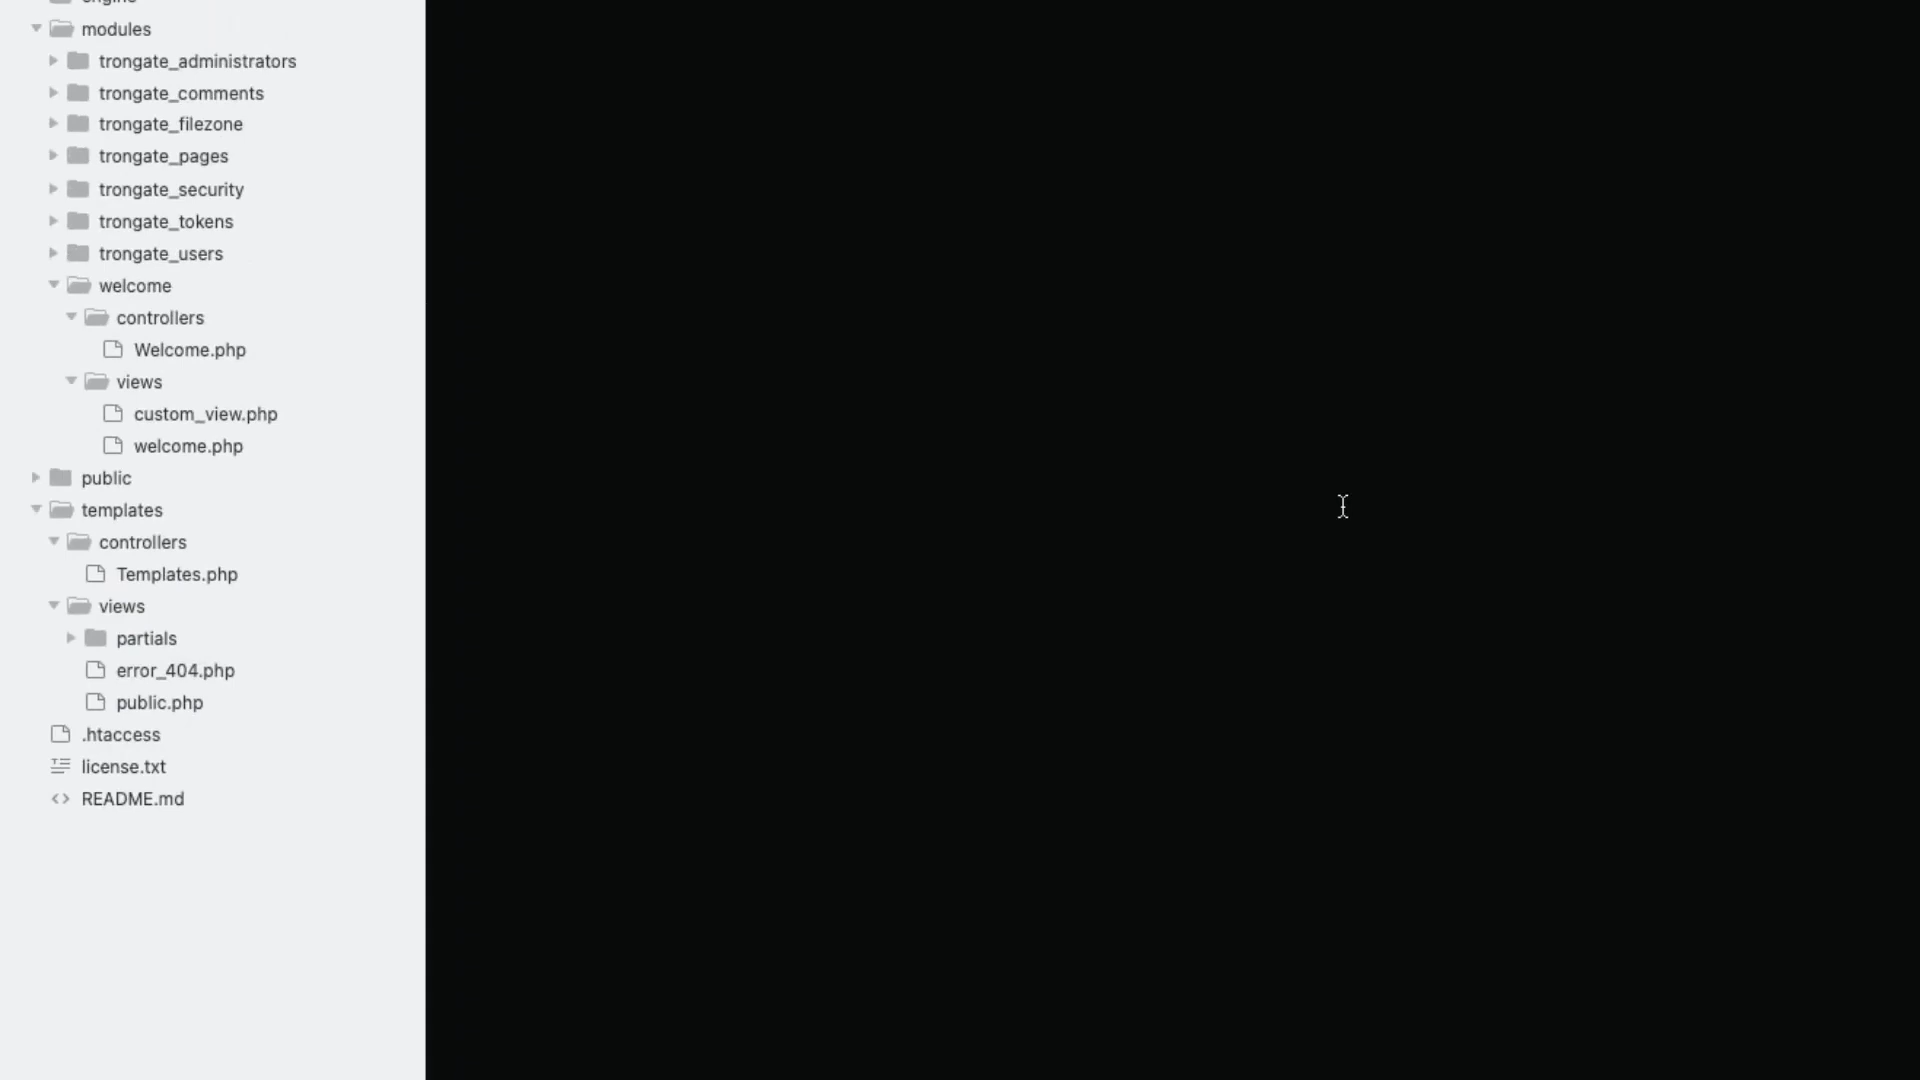 engine
modules
trongate_administrators
trongate_comments
trongate_filezone
trongate_pages
trongate_security
trongate_tokens
trongate_users
welcome
controllers
Welcome.php
views
custom_view.php
welcome.php
public
templates
controllers
Templates.php
views
partials
error_404.php
public.php
.htaccess
license.txt
README.md